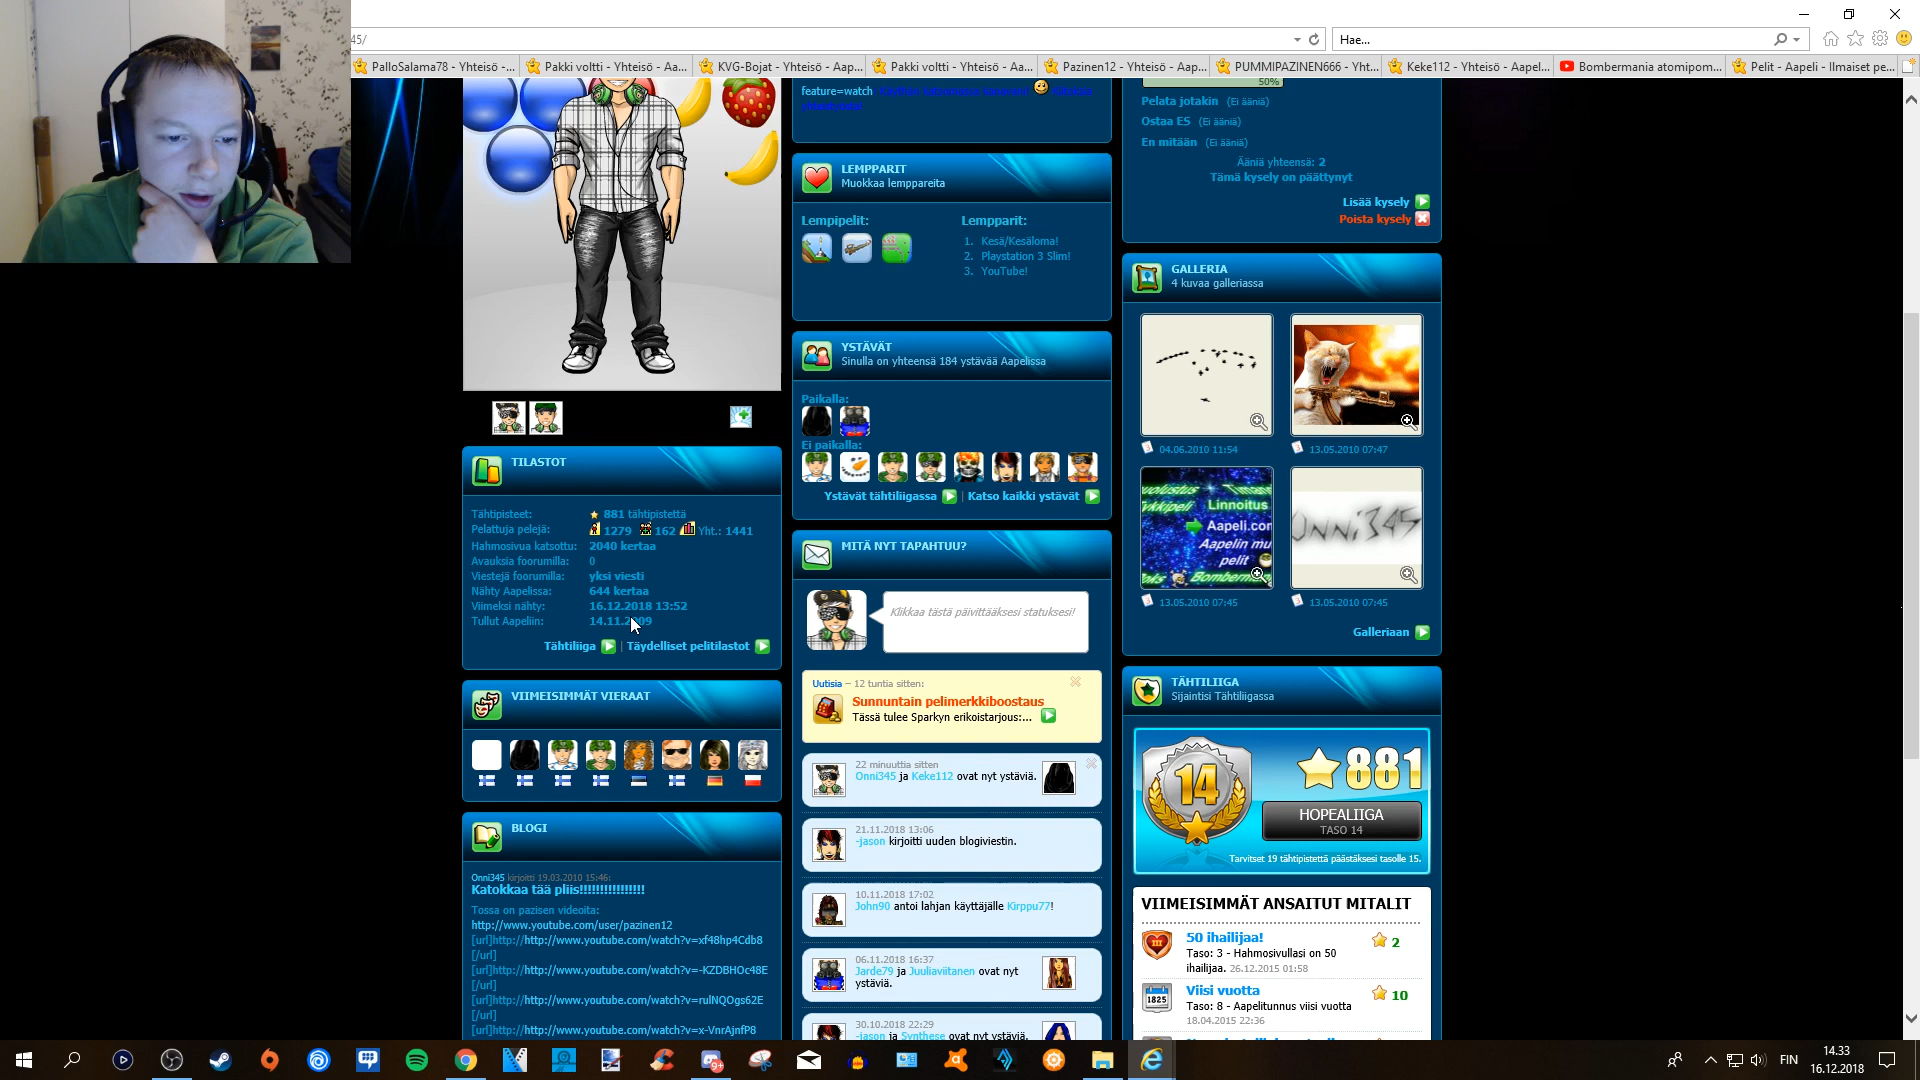 45/
Hae...
PalloSalama78 - Yhteisö -...
Pakki voltti - Yhteisö - Aa...
KVG-Bojat - Yhteisö - Aap...
Pakki voltti - Yhteisö - Aa...
Pazinen12 - Yhteisö - Aap...
PUMMIPAZINEN666 - Yht...
Keke112 - Yhteisö - Aapel...
Bombermania atomipom...
Pelit - Aapeli - Ilmaiset pe...
TILASTOT
Tähtipisteet: 881 tähtipistettä
Pelattuja pelejä: 1279 162 Yht.: 1441
Hahmosivua katsottu: 2040 kertaa
Avauksia foorumilla: 0
Viestejä foorumilla: yksi viesti
Nähty Aapelissa: 644 kertaa
Viimeksi nähty: 16.12.2018 13:52
Tullut Aapeliin: 14.11.2009
Tähtiliiga | Täydelliset pelitilastot
VIIMEISIMMÄT VIERAAT
BLOGI
Onni345 kirjoitti 19.03.2010 15:46:
Katokkaa tää pliis!!!!!!!!!!!!!!!!
Tossa on pazisen videoita:
http://www.youtube.com/user/pazinen12
[url]http://http://www.youtube.com/watch?v=xf48hp4Cdb8
[/url]
[url]http://http://www.youtube.com/watch?v=-KZDBHOc48E
[/url]
[url]http://http://www.youtube.com/watch?v=rulNQOgs62E
[/url]
[url]http://http://www.youtube.com/watch?v=x-VnrAjnfP8
feature=watch
LEMPPARIT
Muokkaa lemppareita
Lempipelit:
Lempparit:
1. Kesä/Kesäloma!
2. Playstation 3 Slim!
3. YouTube!
YSTÄVÄT
Sinulla on yhteensä 184 ystävää Aapelissa
Paikalla:
Ei paikalla:
Ystävät tähtiliigassa | Katso kaikki ystävät
MITÄ NYT TAPAHTUU?
Klikkaa tästä päivittääksesi statuksesi!
Uutisia – 12 tuntia sitten:
Sunnuntain pelimerkkiboostaus
Tässä tulee Sparkyn erikoistarjous:...
22 minuuttia sitten
Onni345 ja Keke112 ovat nyt ystäviä.
21.11.2018 13:06
-jason kirjoitti uuden blogiviestin.
10.11.2018 17:02
John90 antoi lahjan käyttäjälle Kirppu77!
06.11.2018 16:37
Jarde79 ja Juuliaviitanen ovat nyt
ystäviä.
30.10.2018 22:29
-jason ja Synthese ovat nyt ystäviä.
50%
Pelata jotakin (Ei ääniä)
Ostaa ES (Ei ääniä)
En mitään (Ei ääniä)
Ääniä yhteensä: 2
Tämä kysely on päättynyt
Lisää kysely
Poista kysely
GALLERIA
4 kuvaa galleriassa
04.06.2010 11:54
13.05.2010 07:47
Linnoitus
Aapeli.com
Aapelin mu
pelit
Bomberm
Onni345
13.05.2010 07:45
13.05.2010 07:45
Galleriaan
TÄHTILIIGA
Sijaintisi Tähtiliigassa
14
881
HOPEALIIGA
TASO 14
Tarvitset 19 tähtipistettä päästäksesi tasolle 15.
VIIMEISIMMÄT ANSAITUT MITALIT
III
50 ihailijaa! 2
Taso: 3 - Hahmosivullasi on 50
ihailijaa. 26.12.2015 01:58
1825
Viisi vuotta 10
Taso: 8 - Aapelitunnus viisi vuotta
18.04.2015 22:36
9+
FIN
14.33
16.12.2018